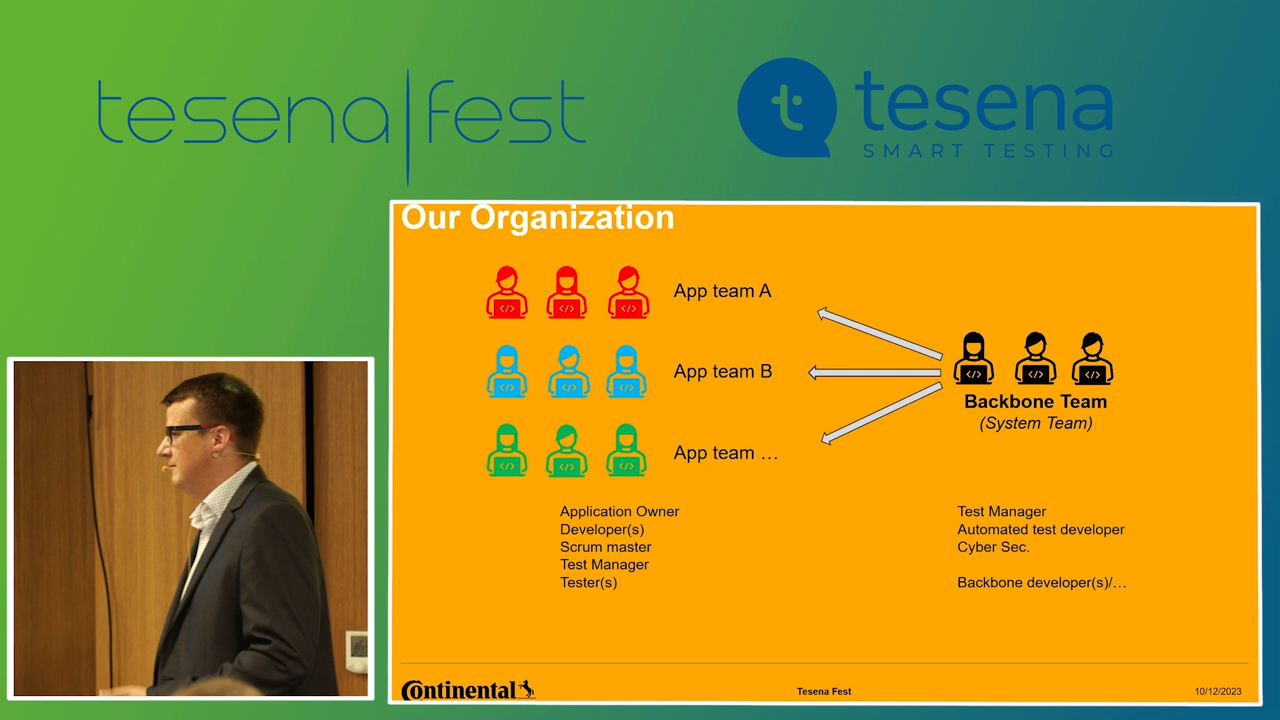 tesena|fest
t tesena
SMART TESTING
Our Organization
App team A
App team B
App team …
Backbone Team
(System Team)
Application Owner
Developer(s)
Scrum master
Test Manager
Tester(s)
Test Manager
Automated test developer
Cyber Sec.
Backbone developer(s)/…
Continental
Tesena Fest
10/12/2023